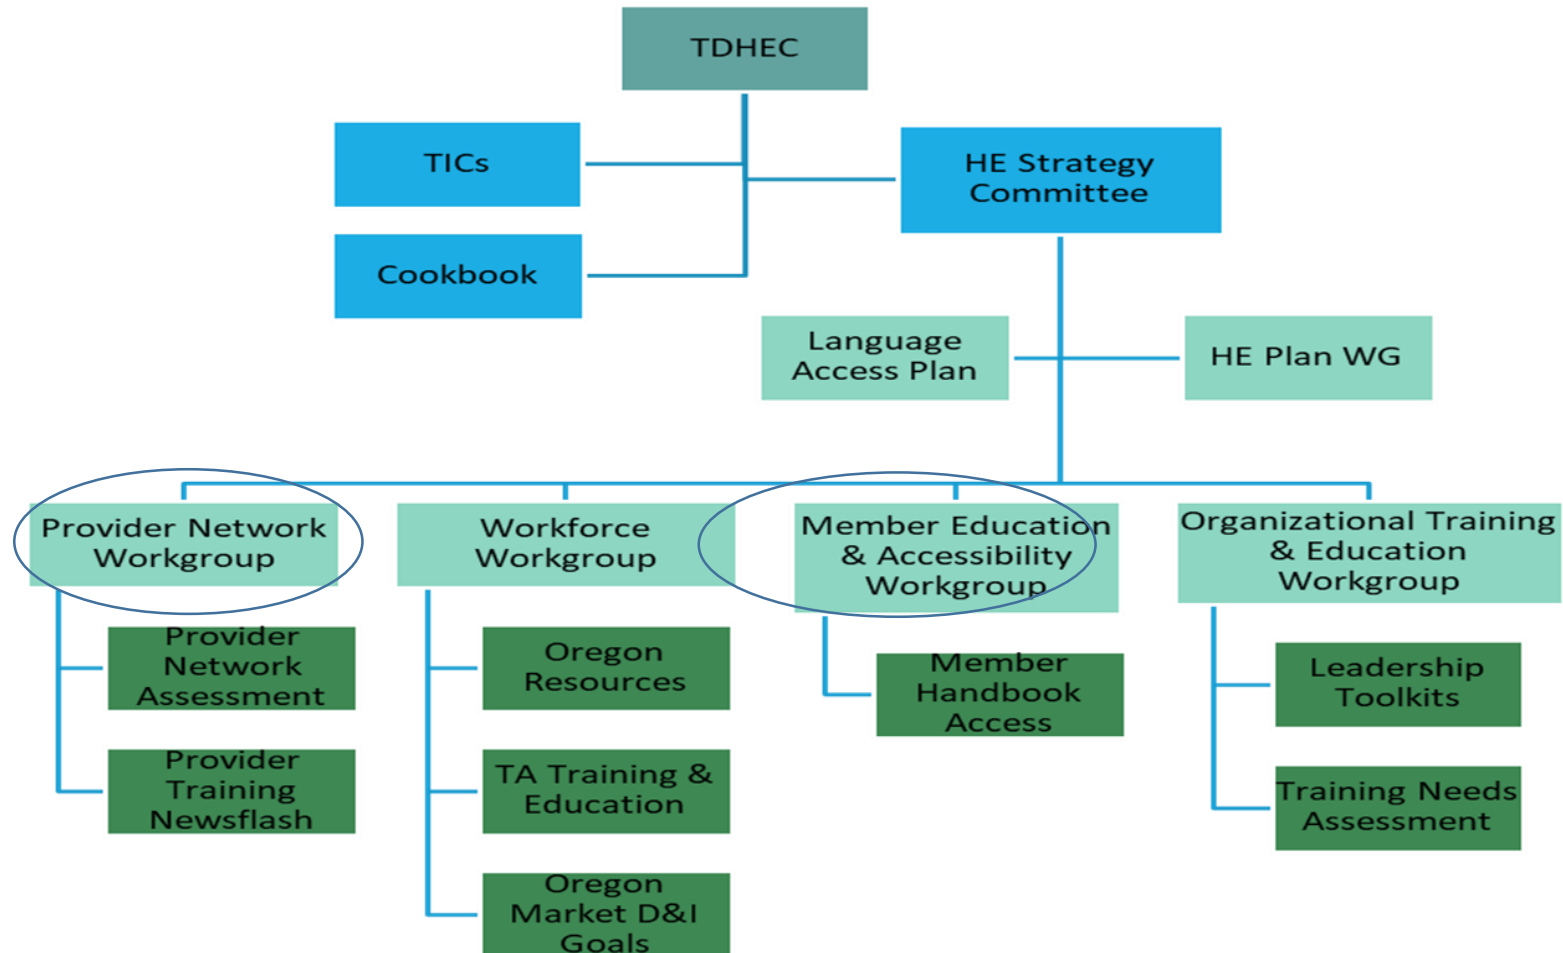 TDHEC
TICs
HE Strategy
Committee
Cookbook
Language
Access Plan
HE Plan WG
Provider Network
Workgroup
Workforce
Workgroup
Member Education
& Accessibility
Workgroup
Organizational Training
& Education
Workgroup
Provider
Network
Assessment
Provider
Training
Newsflash
Oregon
Resources
TA Training &
Education
Oregon
Market D&I
Goals
Member
Handbook
Access
Leadership
Toolkits
Training Needs
Assessment